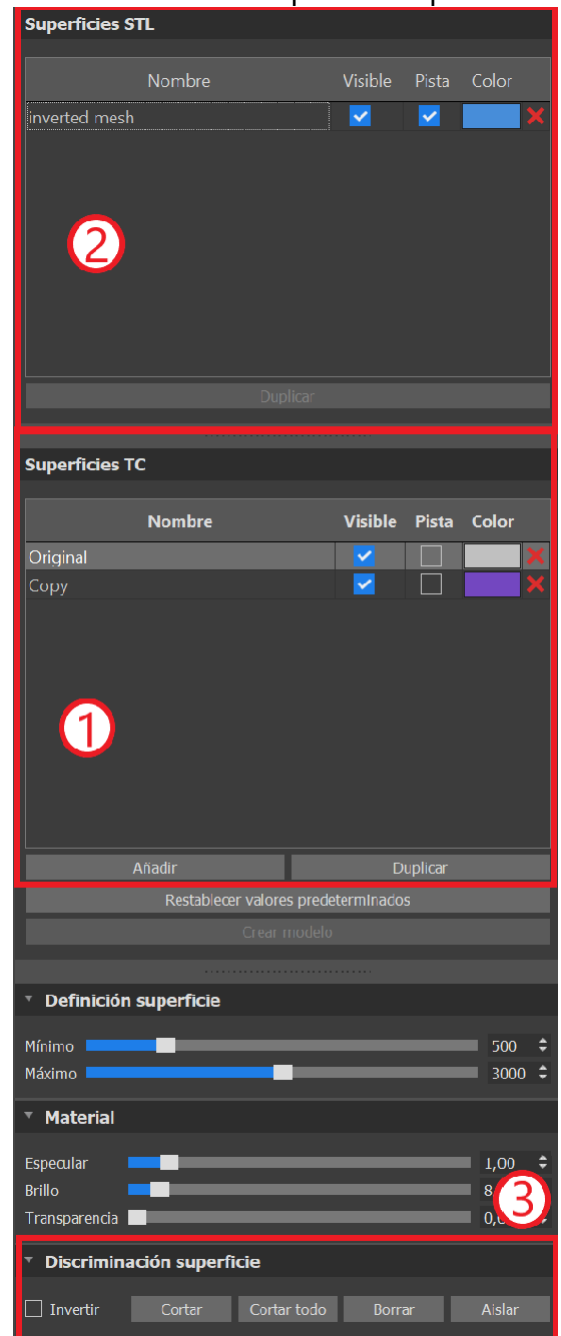 Superficies STL
Nombre Visible Pista Color
inverted mesh
2
Duplicar
Superficies TC
Nombre Visible Pista Color
Original
Copy
1
Añadir Duplicar
Restablecer valores predeterminados
Crear modelo
Definición superficie
Mínimo 500
Máximo 3000
Material
Especular 1,00
Brillo 8
3
Transparencia
Discriminación superficie
Invertir Cortar Cortar todo Borrar Aislar